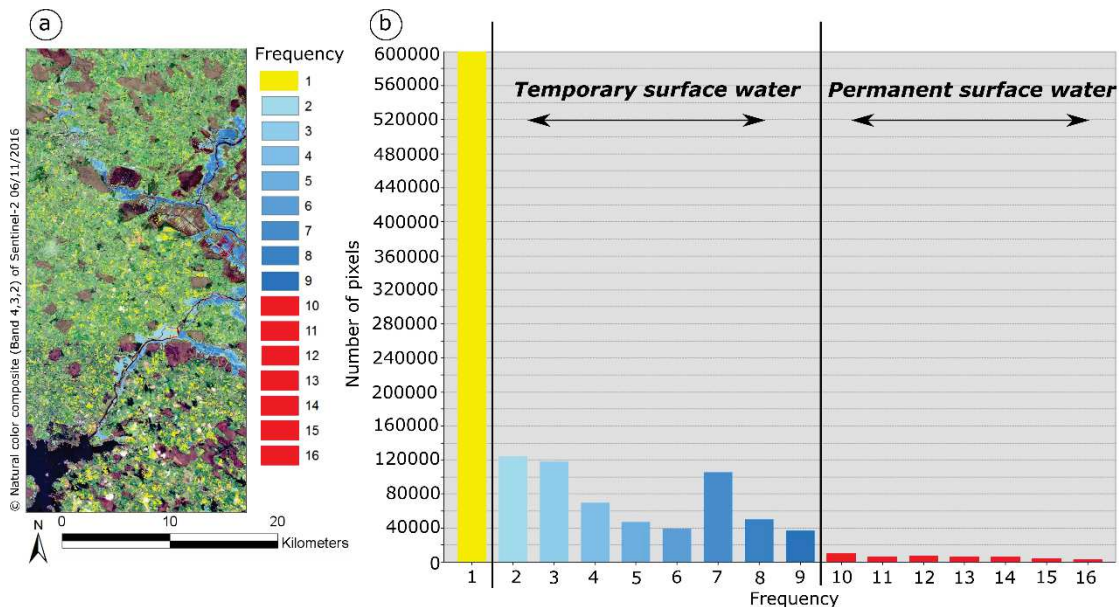 a
Frequency
1
2
3
4
5
6
7
8
9
10
11
12
13
14
15
16
© Natural color composite (Band 4,3,2) of Sentinel-2 06/11/2016
N
0 10 20
Kilometers
b
Temporary surface water
Permanent surface water
Number of pixels
600000
560000
520000
480000
440000
400000
360000
320000
280000
240000
200000
160000
120000
80000
40000
0
1 2 3 4 5 6 7 8 9 10 11 12 13 14 15 16
Frequency